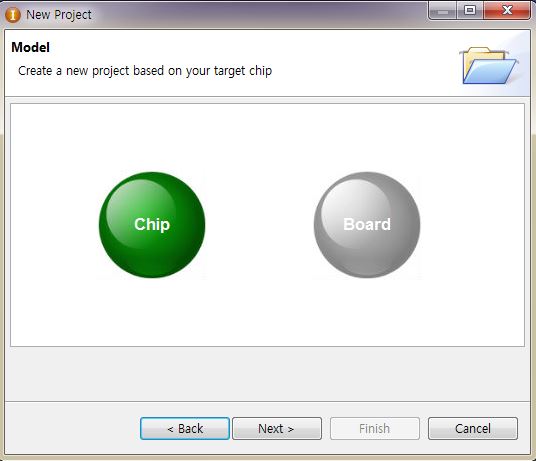 New Project
Model
Create a new project based on your target chip
Chip
Board
< Back
Next >
Finish
Cancel